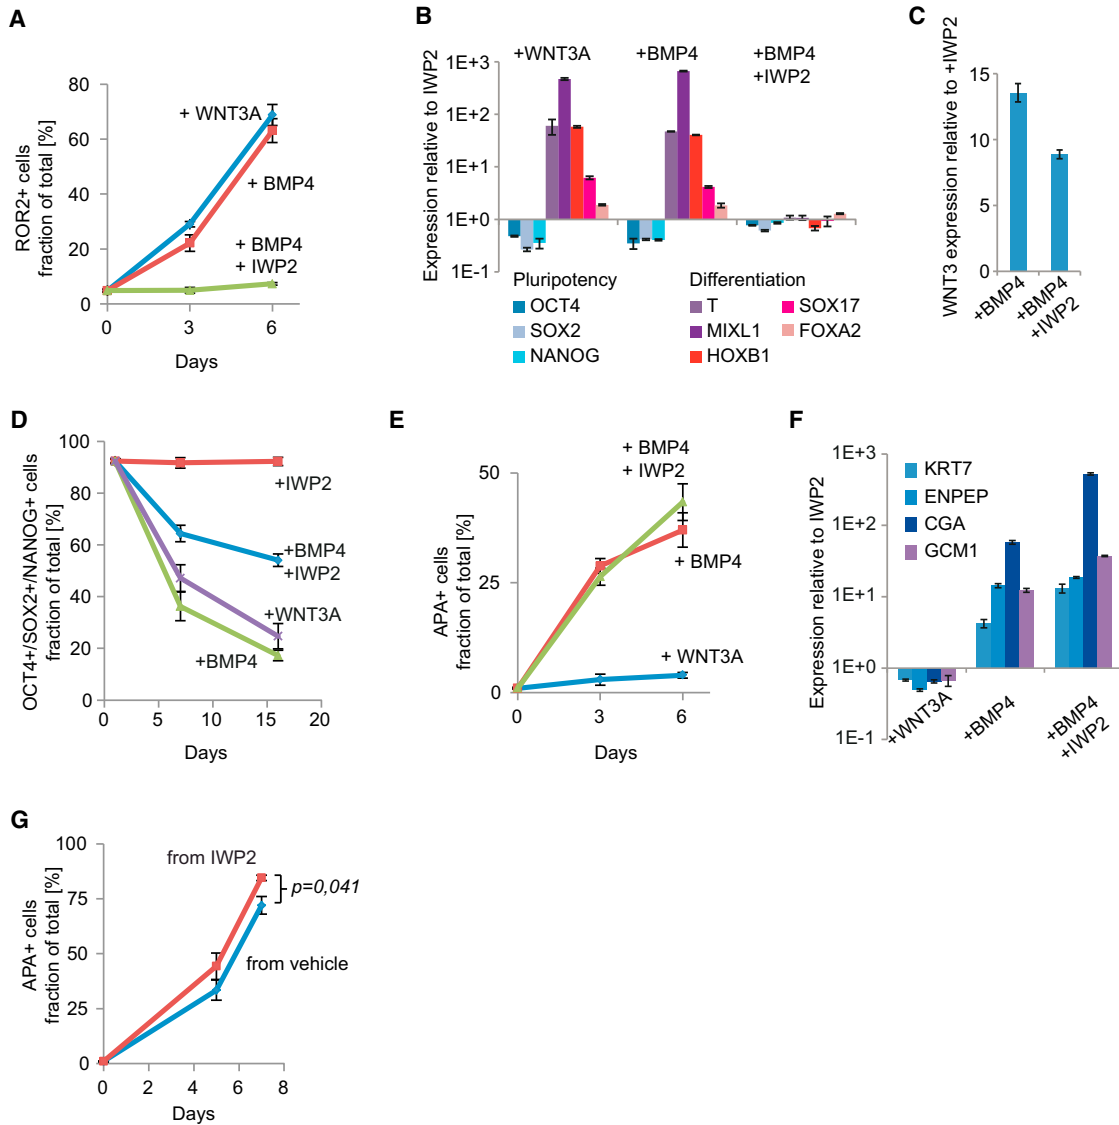 A
ROR2+ cells
fraction of total [%]
80
60
40
20
0
0
3
6
Days
+ WNT3A
+ BMP4
+ BMP4
+ IWP2
B
Expression relative to IWP2
1E+3
1E+2
1E+1
1E+0
1E-1
+WNT3A
+BMP4
+BMP4
+IWP2
Pluripotency
OCT4
SOX2
NANOG
Differentiation
T
MIXL1
HOXB1
SOX17
FOXA2
C
WNT3 expression relative to +IWP2
15
10
5
0
+BMP4
+BMP4
+IWP2
D
OCT4+/SOX2+/NANOG+ cells
fraction of total [%]
100
80
60
40
20
0
0
5
10
15
20
Days
+IWP2
+BMP4
+IWP2
+WNT3A
+BMP4
E
APA+ cells
fraction of total [%]
50
25
0
0
3
6
Days
+ BMP4
+ IWP2
+ BMP4
+ WNT3A
F
Expression relative to IWP2
1E+3
1E+2
1E+1
1E+0
1E-1
KRT7
ENPEP
CGA
GCM1
+WNT3A
+BMP4
+BMP4
+IWP2
G
APA+ cells
fraction of total [%]
100
75
50
25
0
0
2
4
6
8
Days
from IWP2
p=0,041
from vehicle